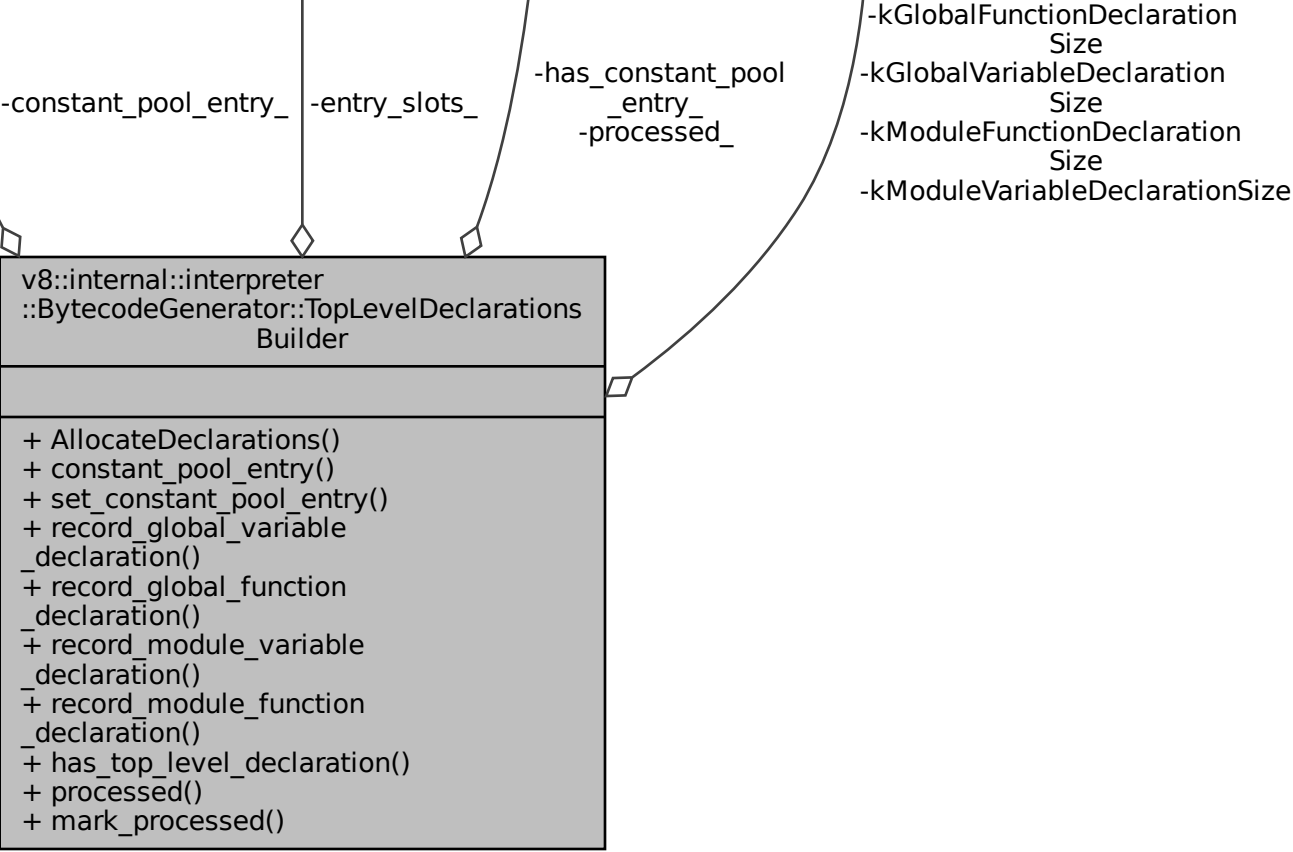 -kGlobalFunctionDeclaration
Size
-kGlobalVariableDeclaration
Size
-kModuleFunctionDeclaration
Size
-kModuleVariableDeclarationSize
-has_constant_pool
_entry_
-processed_
-constant_pool_entry_
-entry_slots_
v8::internal::interpreter
::BytecodeGenerator::TopLevelDeclarations
Builder
+ AllocateDeclarations()
+ constant_pool_entry()
+ set_constant_pool_entry()
+ record_global_variable
_declaration()
+ record_global_function
_declaration()
+ record_module_variable
_declaration()
+ record_module_function
_declaration()
+ has_top_level_declaration()
+ processed()
+ mark_processed()